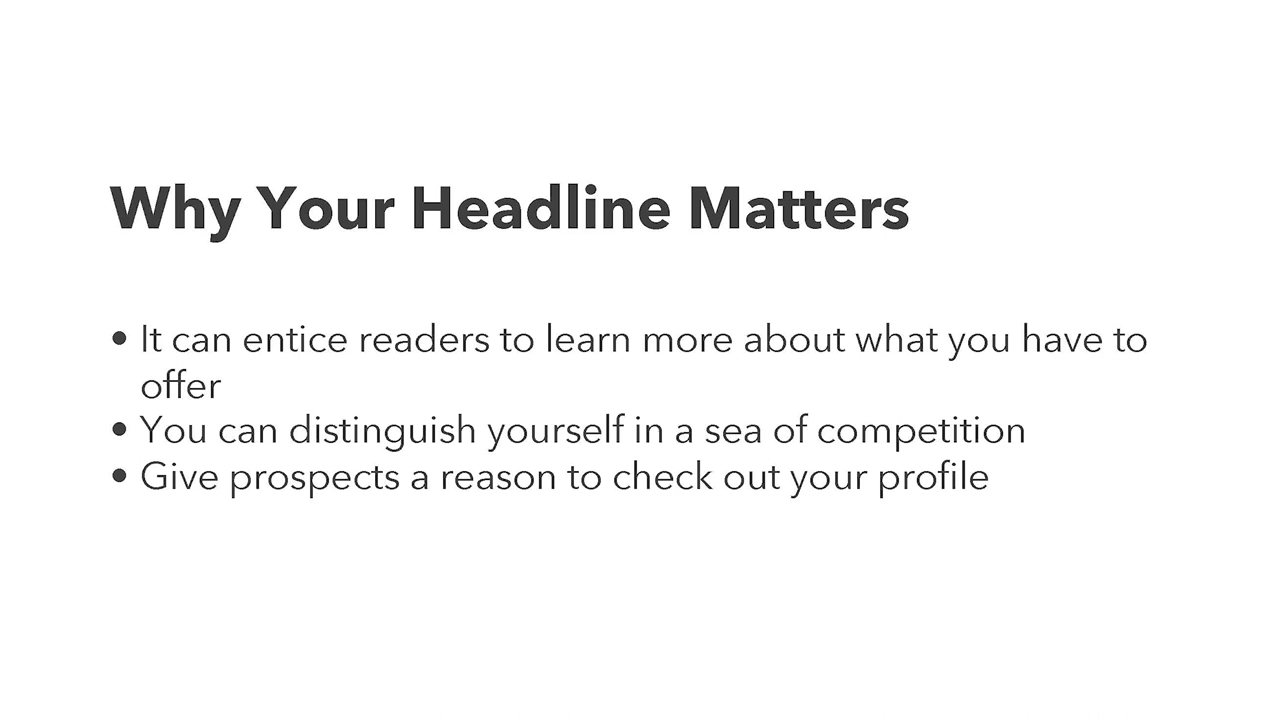 Why Your Headline Matters
• It can entice readers to learn more about what you have to
offer
• You can distinguish yourself in a sea of competition
• Give prospects a reason to check out your profile